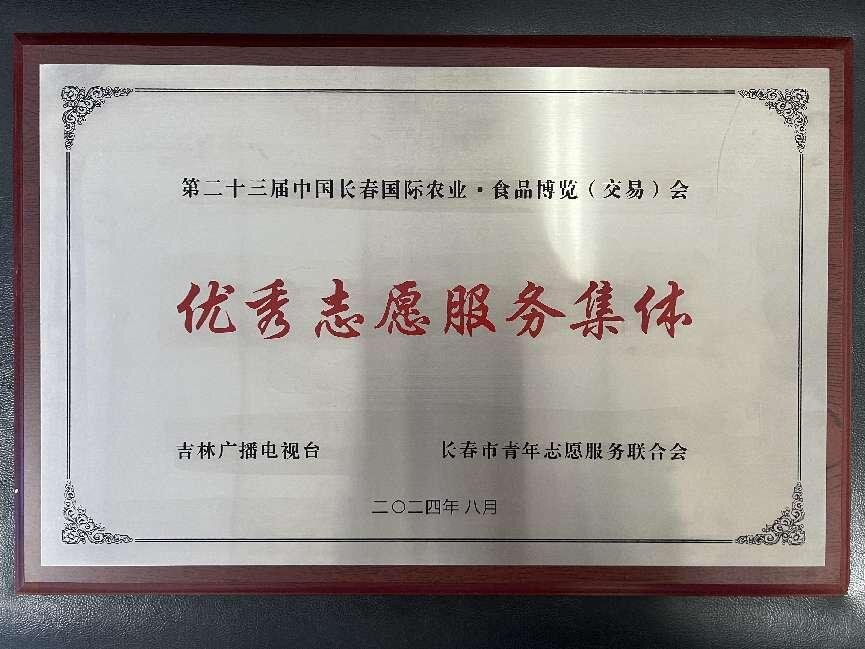 第二十三届中国长春国际农业·食品博览（交易）会
优秀志愿服务集体
吉林广播电视台 长春市青年志愿服务联合会
二〇二四年八月